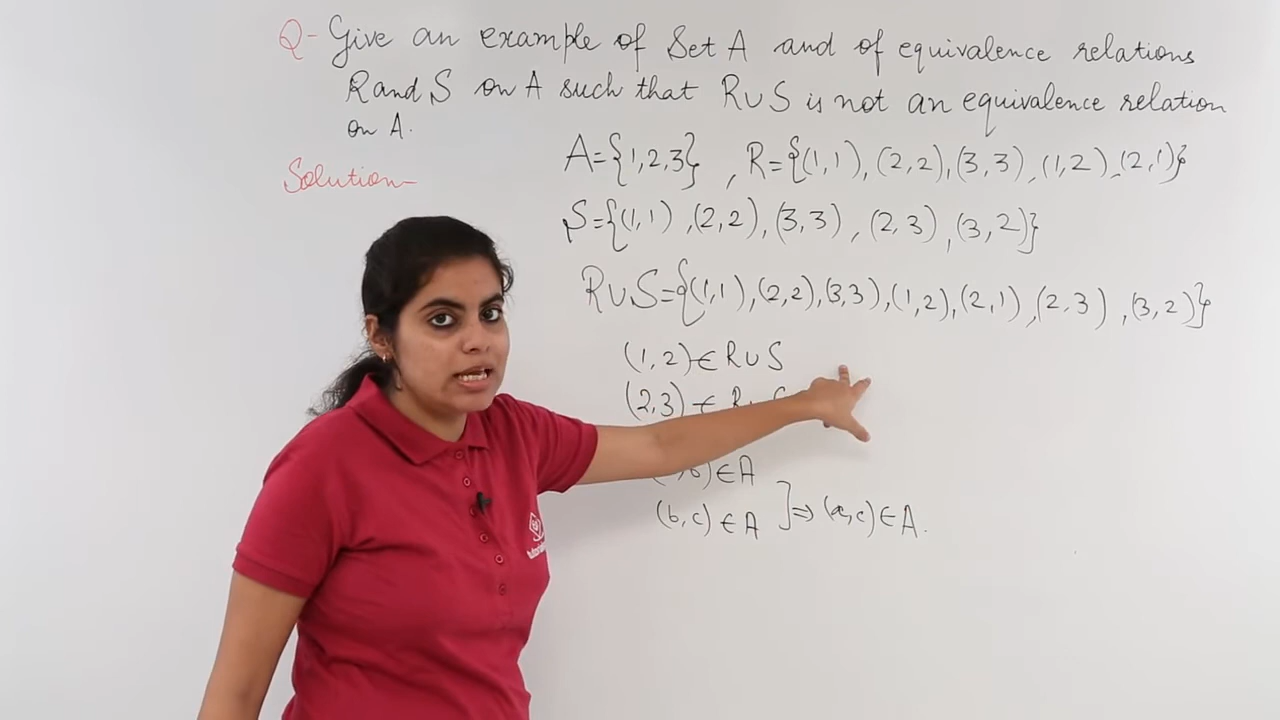 Q- Give an example of Set A and of equivalence relations
R and S on A such that R∪S is not an equivalence relation
on A.
Solution-
A={1,2,3}, R={(1,1),(2,2),(3,3),(1,2),(2,1)}
S={(1,1),(2,2),(3,3),(2,3),(3,2)}
R∪S={(1,1),(2,2),(3,3),(1,2),(2,1),(2,3),(3,2)}
(1,2)∈R∪S
(2,3)∈
∈A
(b,c)∈A ]⇒(a,c)∈A.